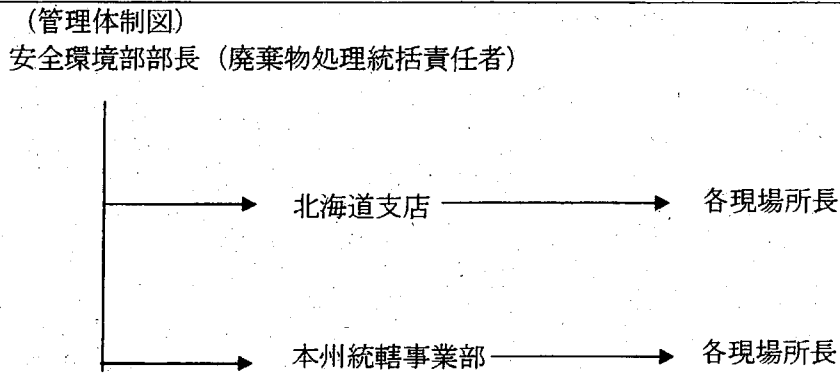 （管理体制図）
安全環境部部長（廃棄物処理統括責任者）
北海道支店 各現場所長
本州統轄事業部 各現場所長